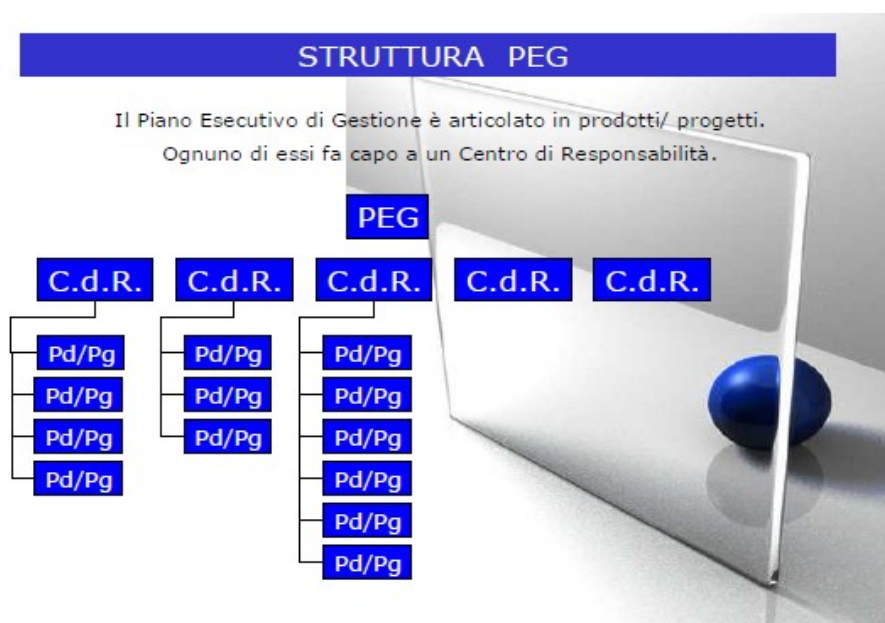 STRUTTURA PEG
Il Piano Esecutivo di Gestione è articolato in prodotti/ progetti.
Ognuno di essi fa capo a un Centro di Responsabilità.
PEG
C.d.R. C.d.R. C.d.R. C.d.R. C.d.R.
Pd/Pg Pd/Pg Pd/Pg
Pd/Pg Pd/Pg Pd/Pg
Pd/Pg Pd/Pg Pd/Pg
Pd/Pg Pd/Pg
Pd/Pg
Pd/Pg